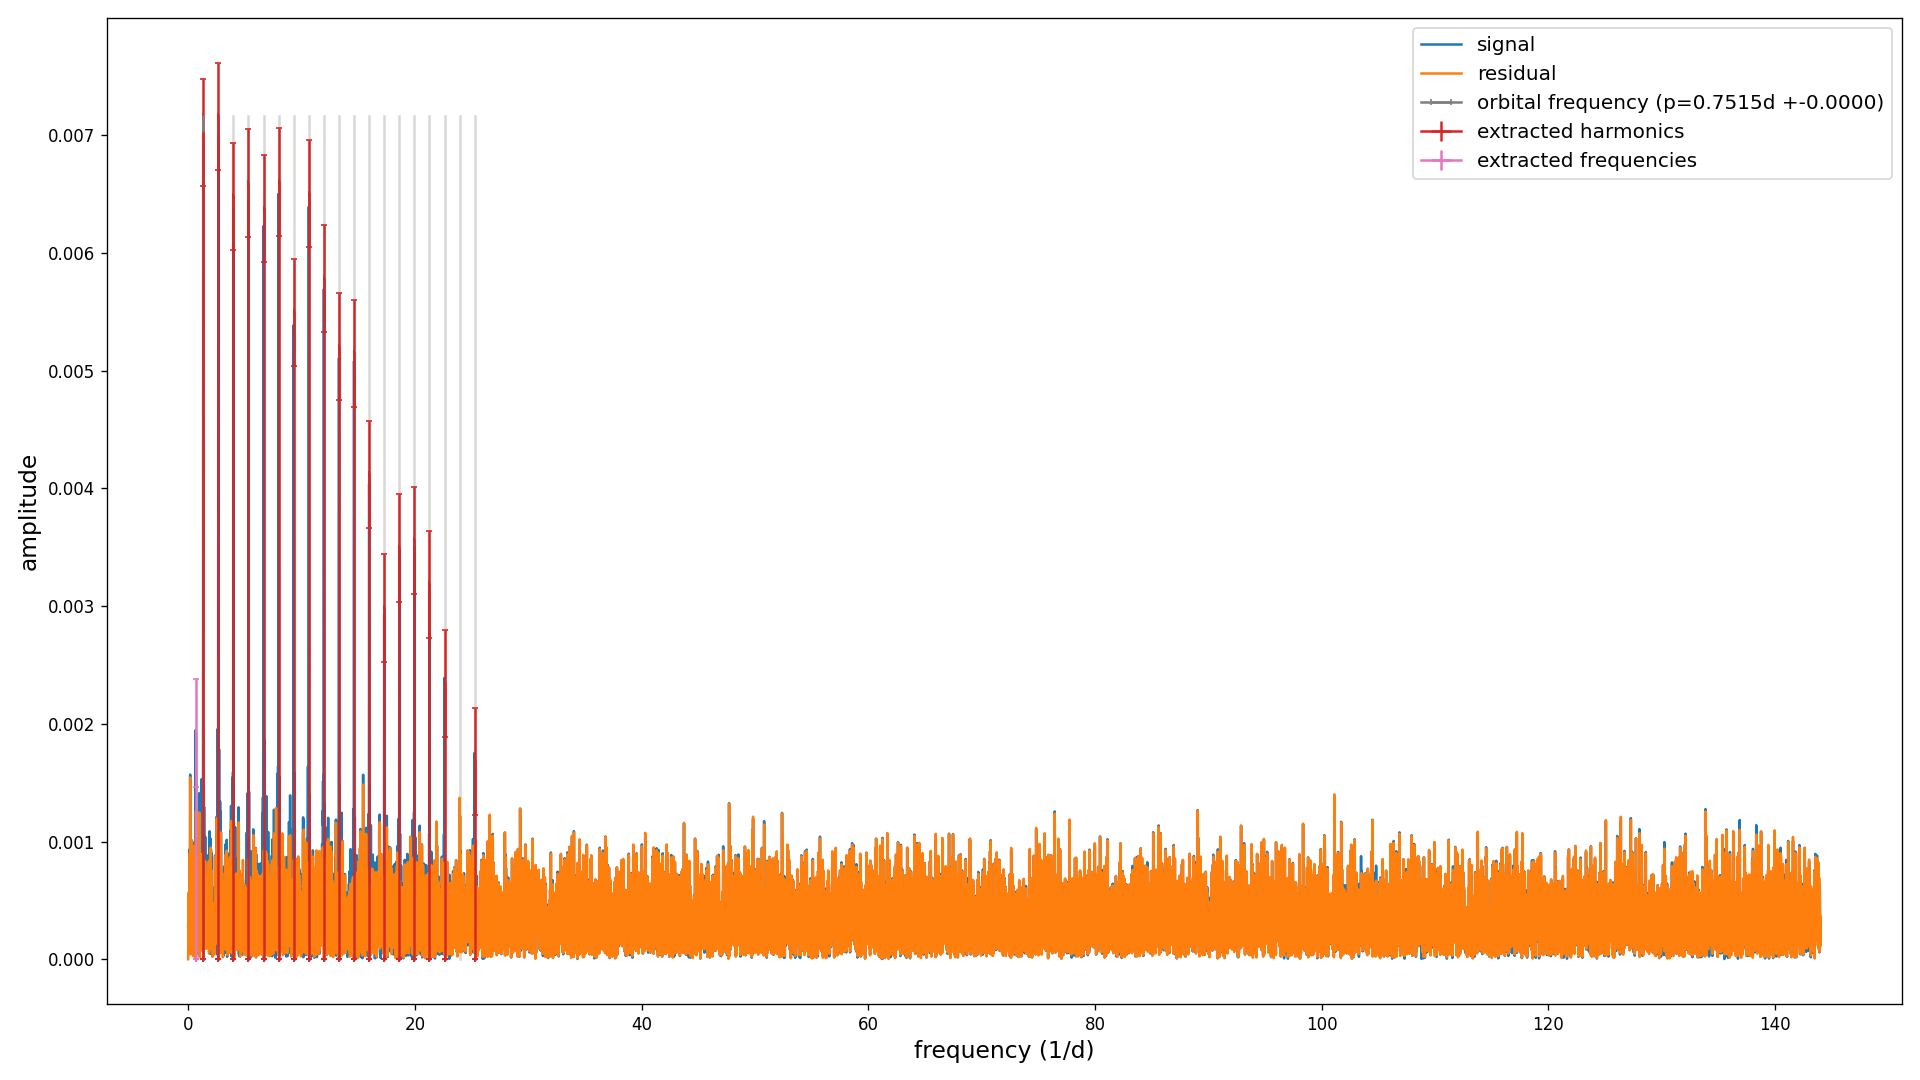 signal
residual
orbital frequency (p=0.7515d +-0.0000)
extracted harmonics
extracted frequencies
0.007
0.006
0.005
0.004
0.003
0.002
0.001
0.000
amplitude
0 20 40 60 80 100 120 140
frequency (1/d)